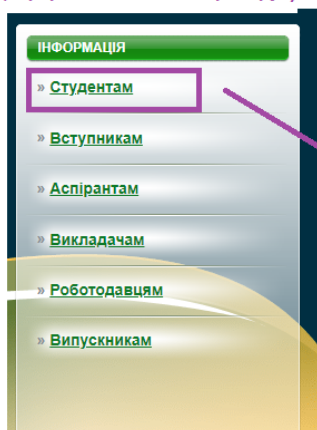 ІНФОРМАЦІЯ
» Студентам
» Вступникам
» Аспірантам
» Викладачам
» Роботодавцям
» Випускникам